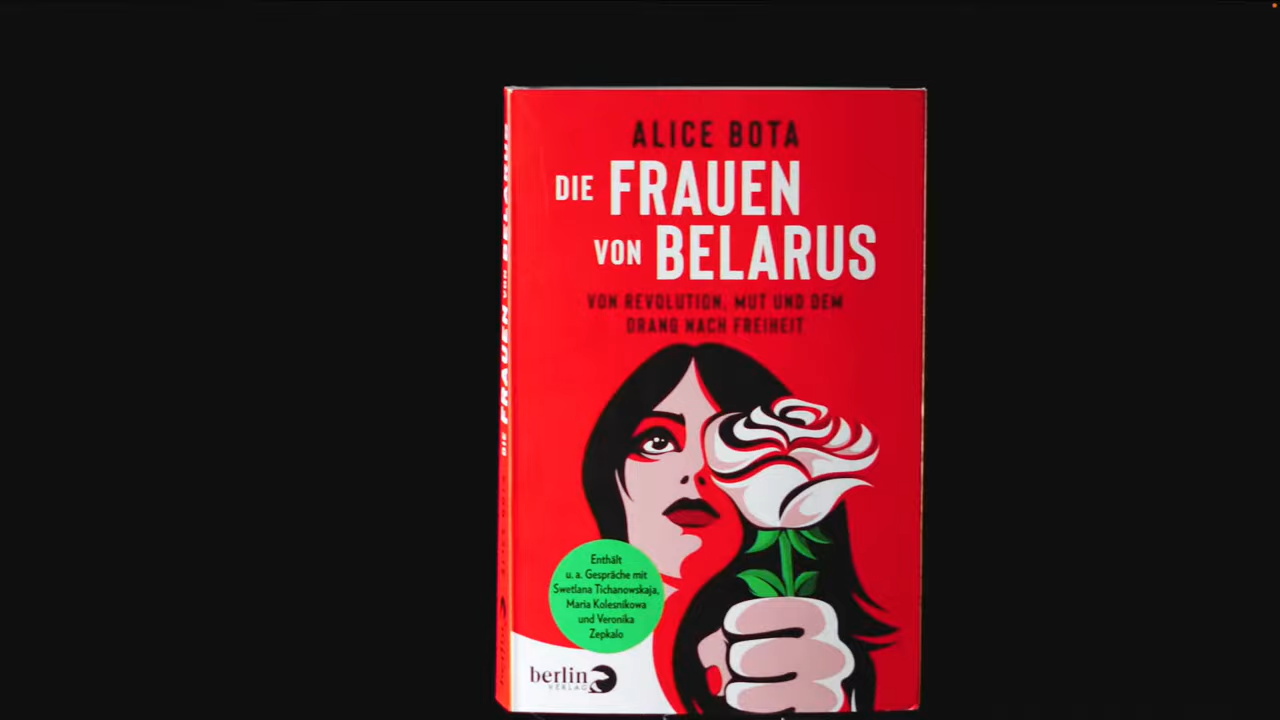 ALICE BOTA
DIE FRAUEN
VON BELARUS
VON REVOLUTION, MUT UND DEM
DRANG NACH FREIHEIT
Enthält
u. a. Gespräche mit
Swetlana Tichanowskaja,
Maria Kolesnikowa
und Veronika
Zepkalo
berlin
VERLAG
DIE FRAUEN VON BELARUS